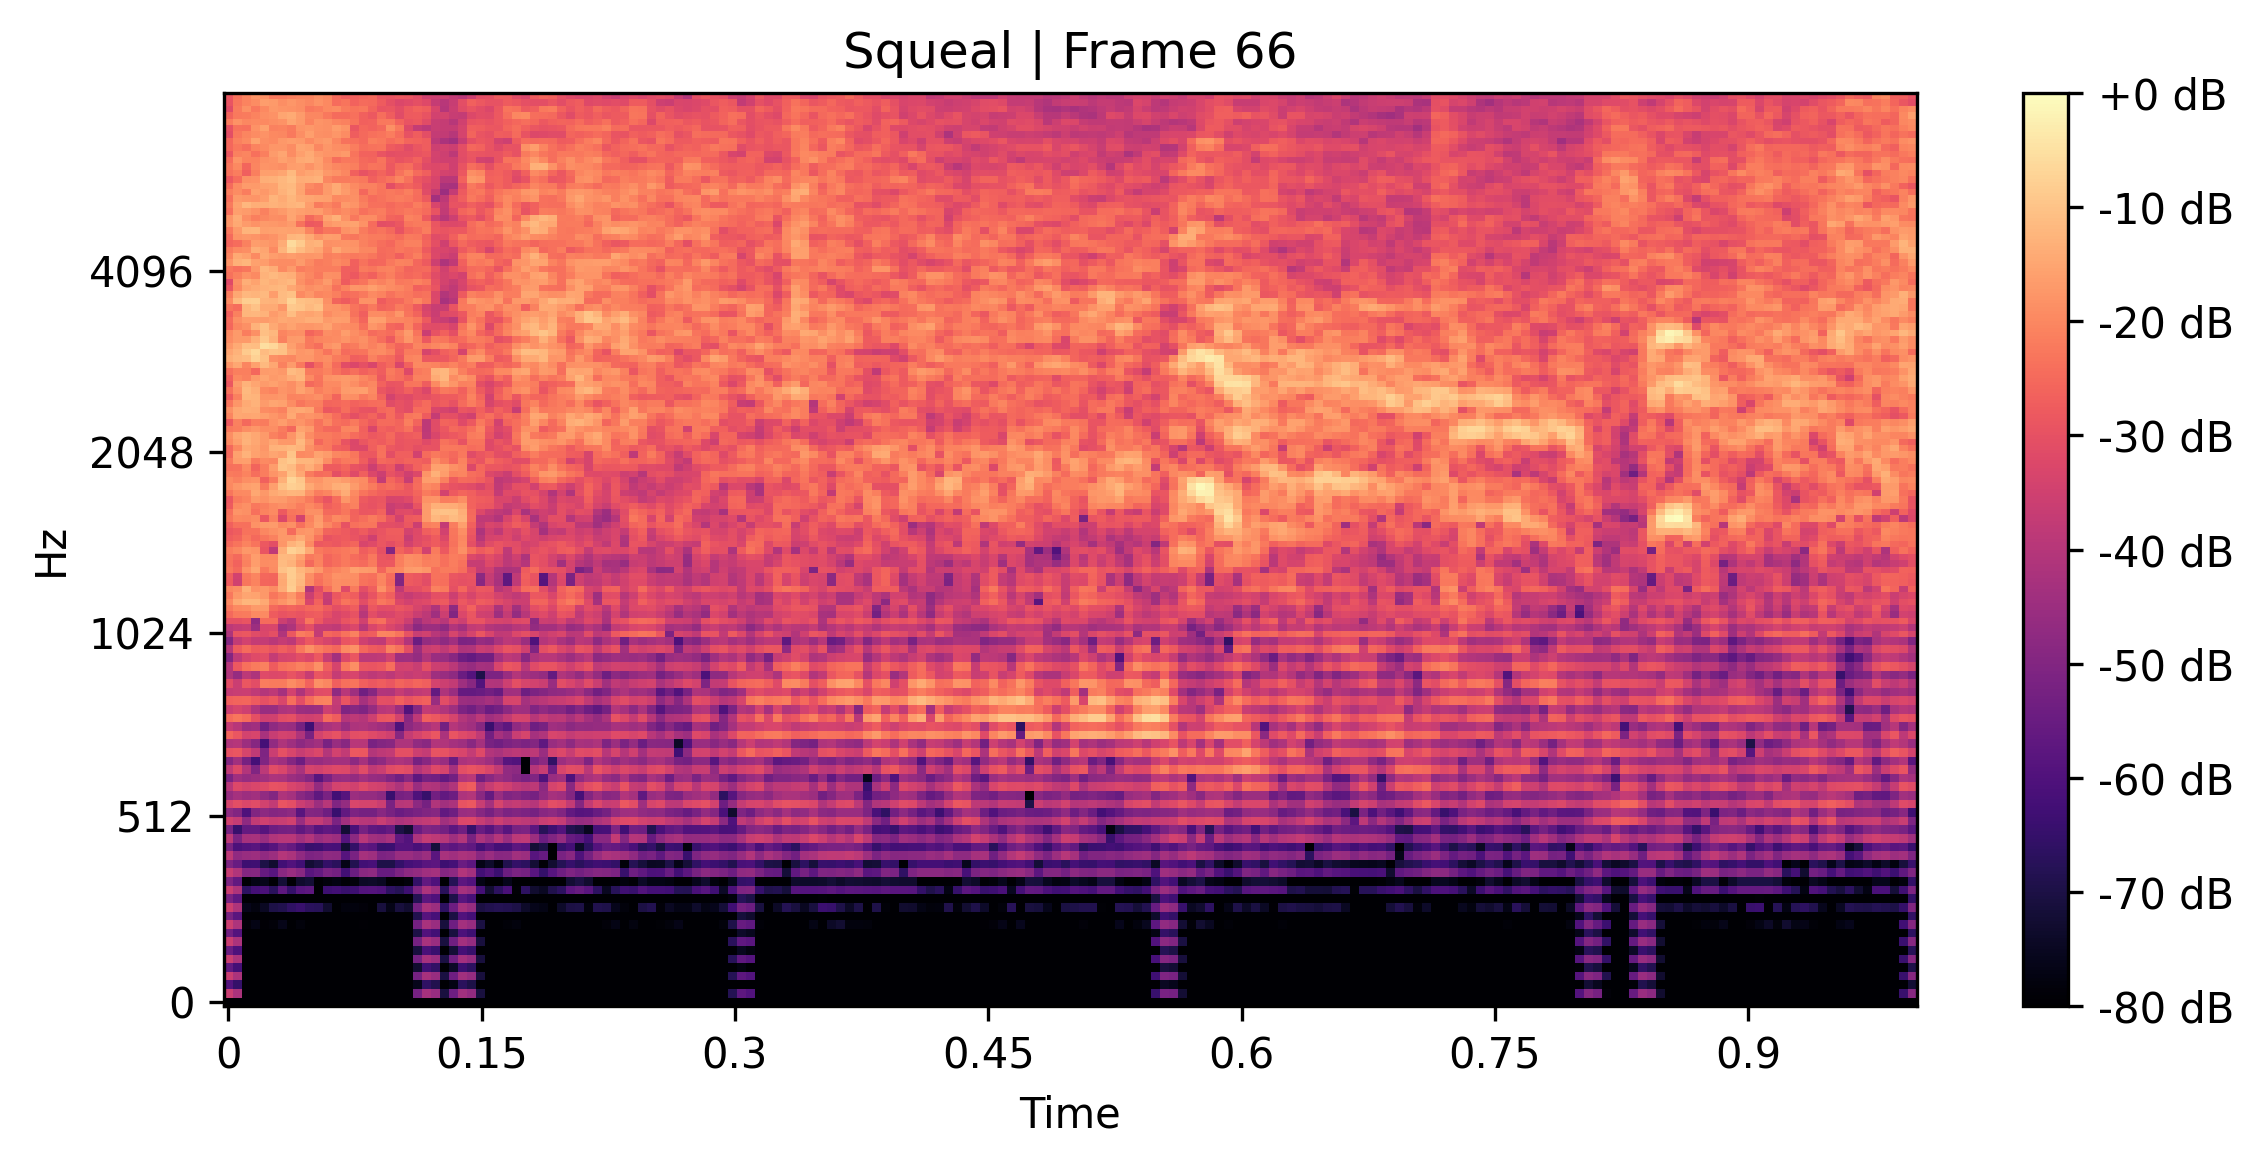 Squeal | Frame 66
+0 dB
-10 dB
-20 dB
-30 dB
-40 dB
-50 dB
-60 dB
-70 dB
-80 dB
4096
2048
1024
512
0
Hz
0 0.15 0.3 0.45 0.6 0.75 0.9
Time